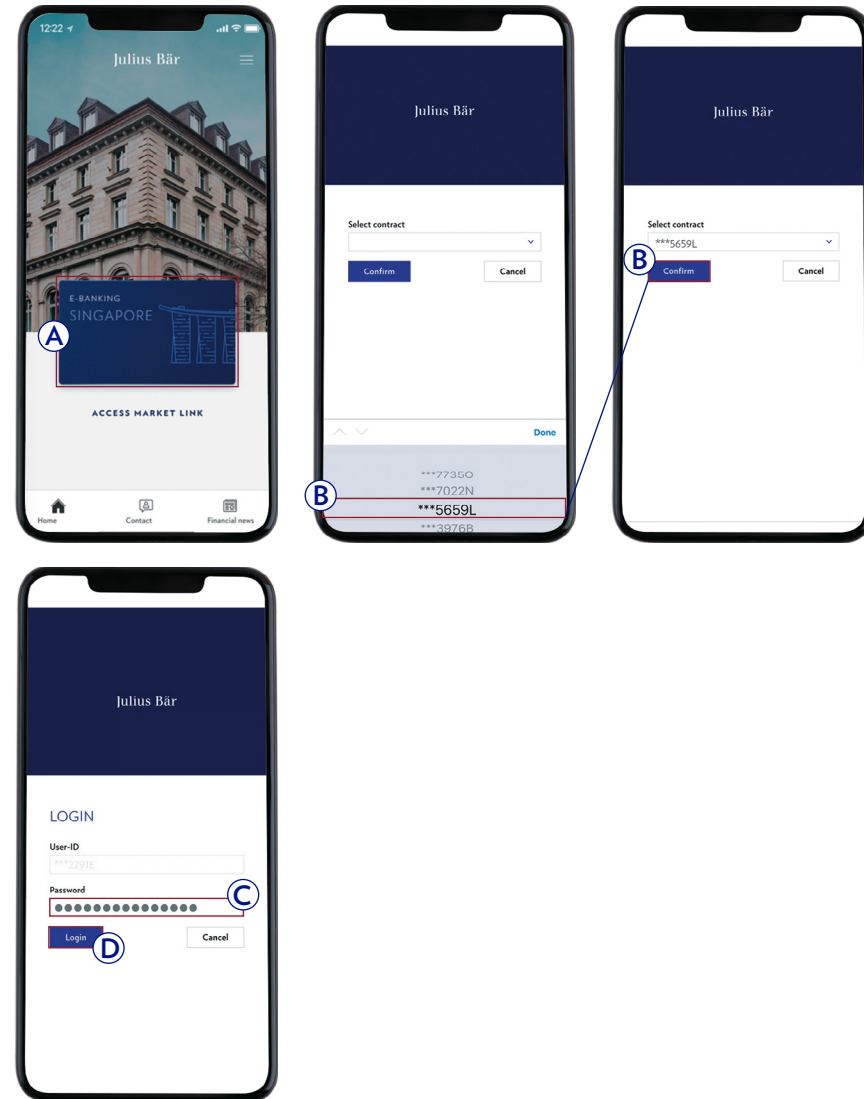 12:22
Julius Bär
E-BANKING
SINGAPORE
A
ACCESS MARKET LINK
Home
Contact
Financial news
Julius Bär
Select contract
Confirm
Cancel
Done
***7735O
***7022N
B
***5659L
***3976B
Julius Bär
Select contract
***5659L
B
Confirm
Cancel
Julius Bär
LOGIN
User-ID
***2291E
Password
C
Login
D
Cancel